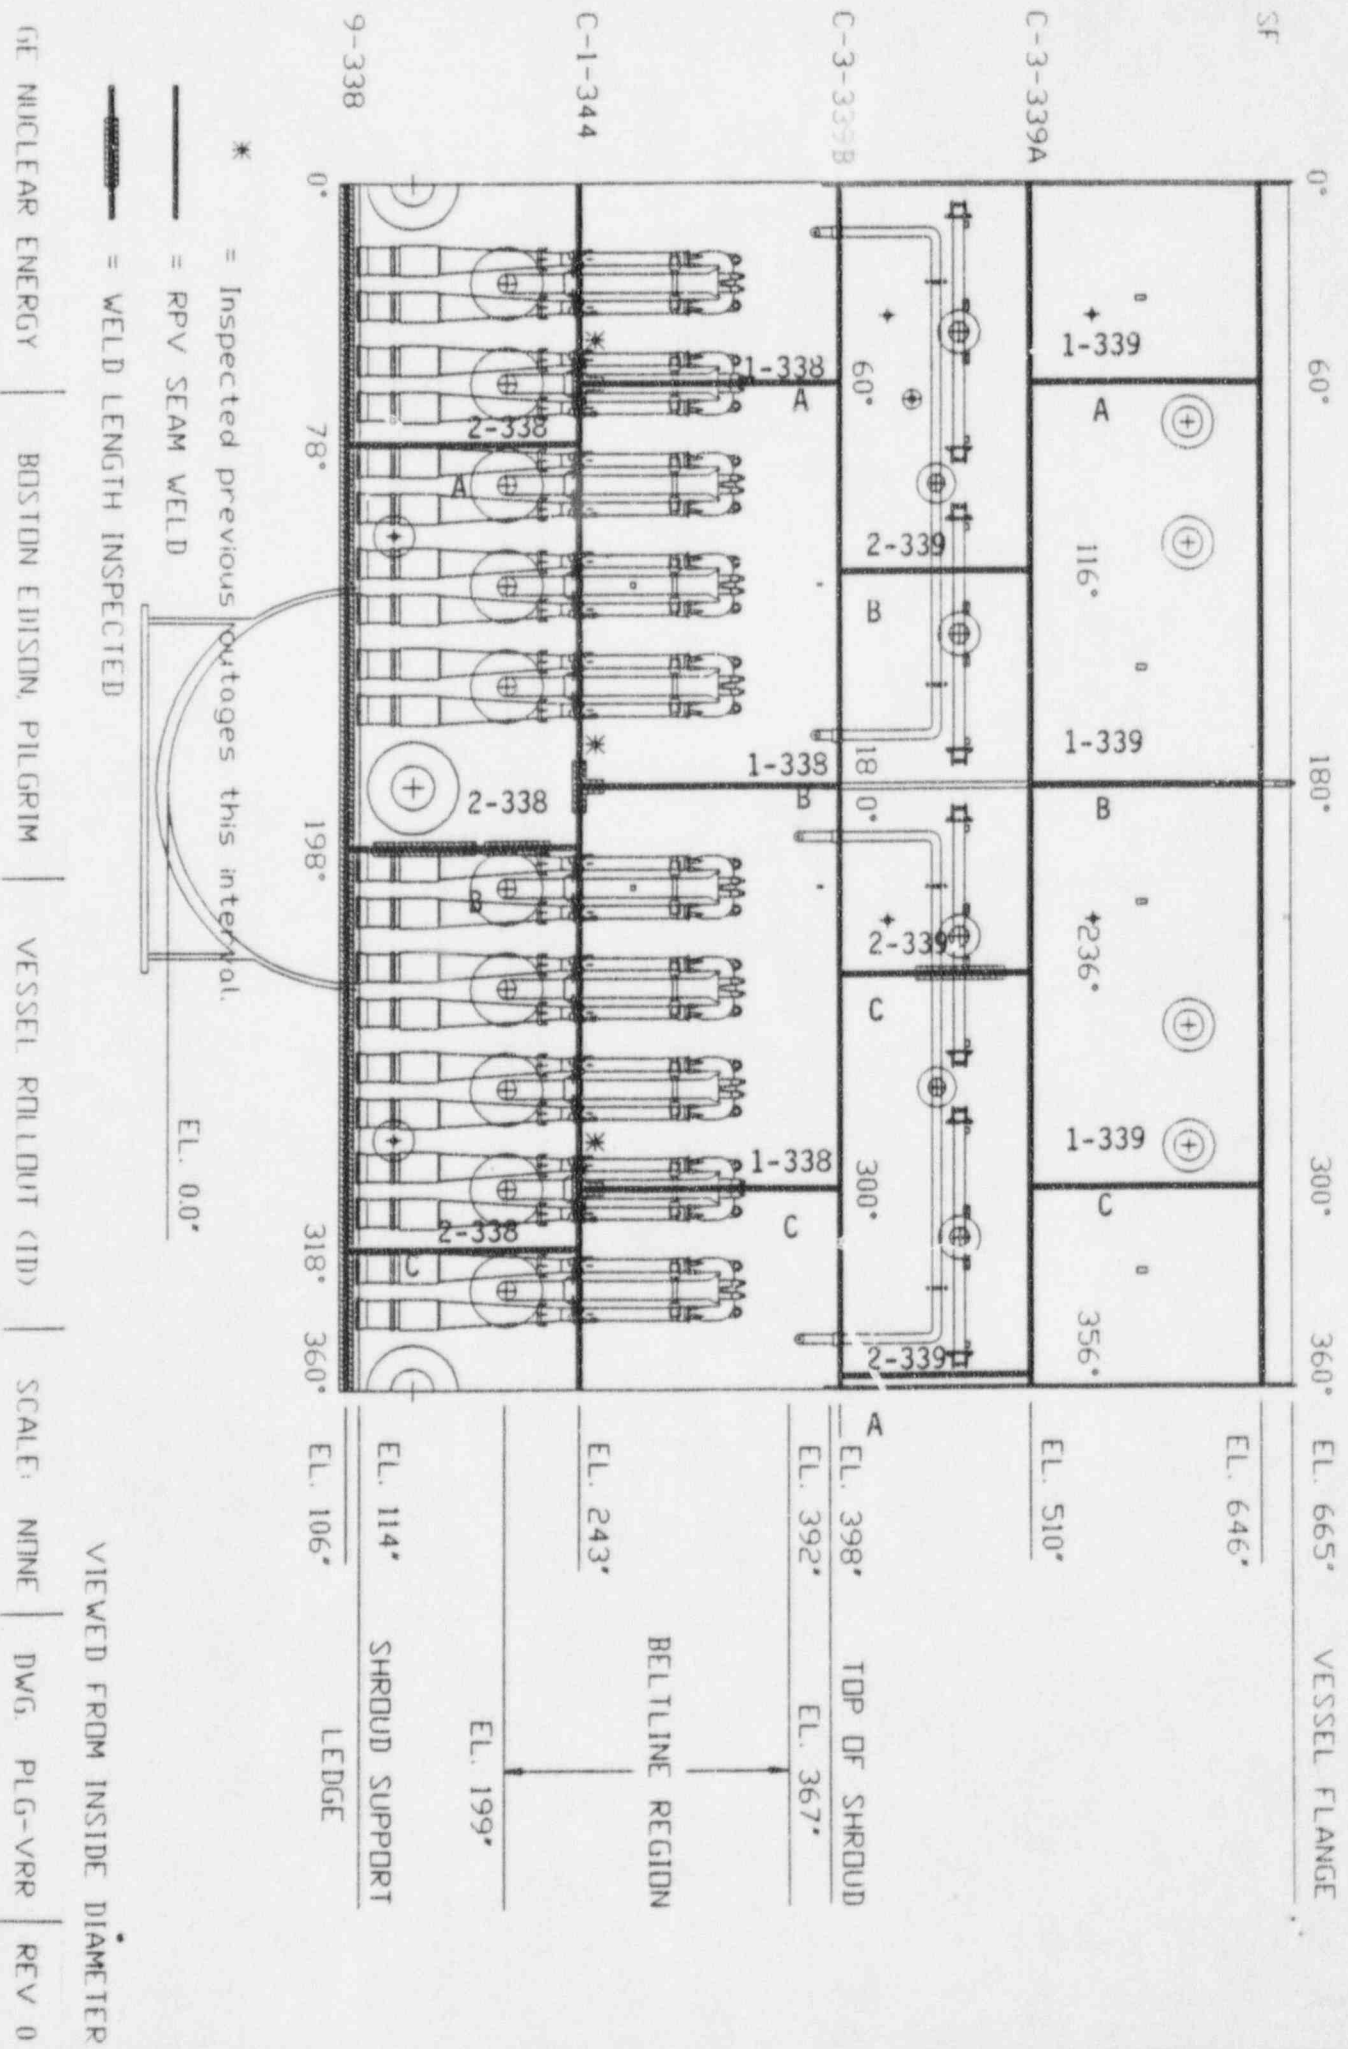 0° 60° 180° 300° 360° EL. 665" VESSEL FLANGE
SF
EL. 646"
1-339 A
1-339 B
1-339 C
116° 236° 356°
C-3-339A
EL. 510"
2-339 B
2-339 C
2-339 A
60° 180° 300°
C-3-339B
EL. 398" TOP OF SHROUD
EL. 392"
EL. 367"
1-338 A
1-338 B
1-338 C
BELTLINE REGION
*
*
*
C-1-344
EL. 243"
2-338 A
2-338 B
2-338 C
EL. 199"
EL. 114" SHROUD SUPPORT
LEDGE
9-338
EL. 106"
0° 78° 198° 318° 360°
* = Inspected previous outages this interval.
= RPV SEAM WELD
EL. 0.0"
= WELD LENGTH INSPECTED
VIEWED FROM INSIDE DIAMETER
GE NUCLEAR ENERGY | BOSTON EDISON, PILGRIM | VESSEL ROLLOUT (ID) | SCALE: NONE | DWG. PLG-VRR | REV 0